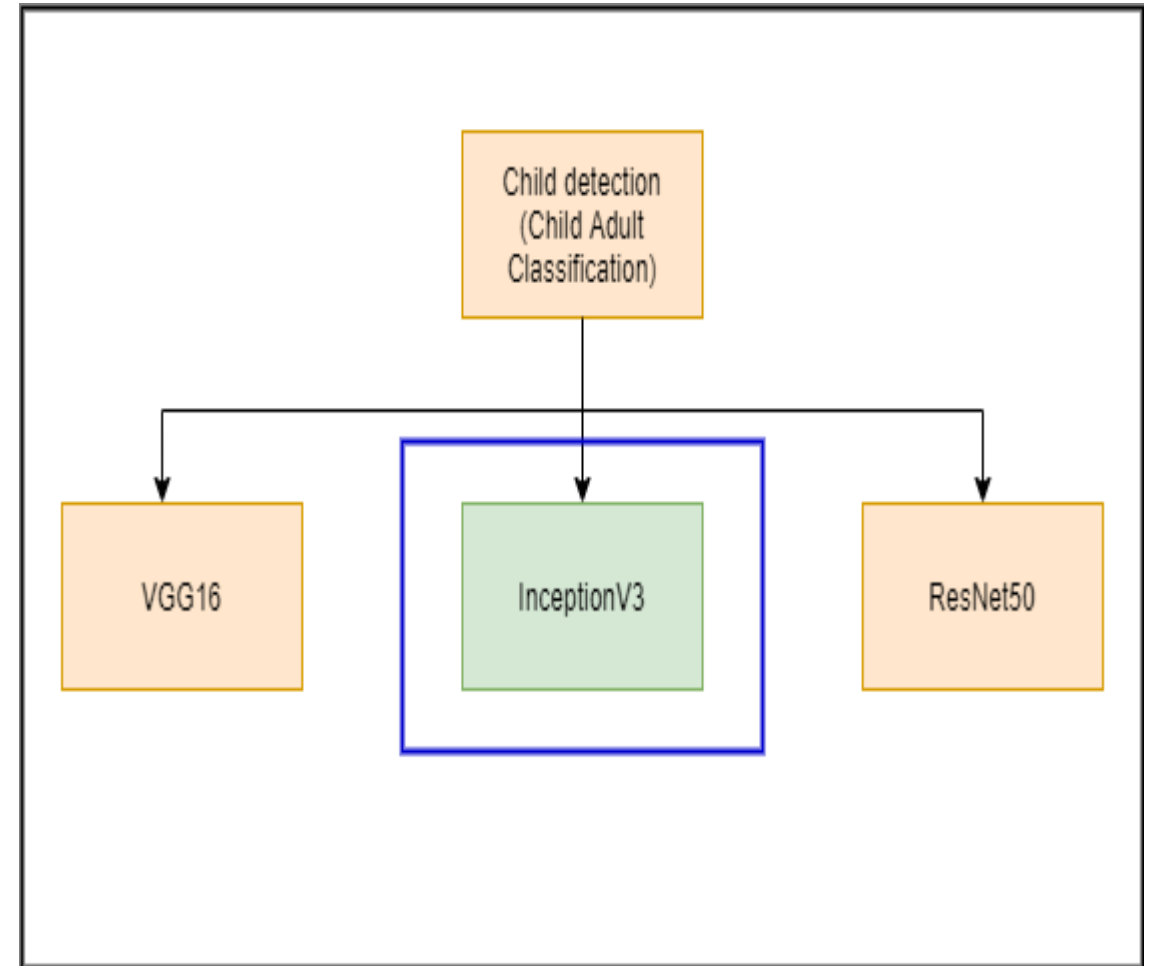 Child detection
(Child Adult
Classification)
VGG16
InceptionV3
ResNet50